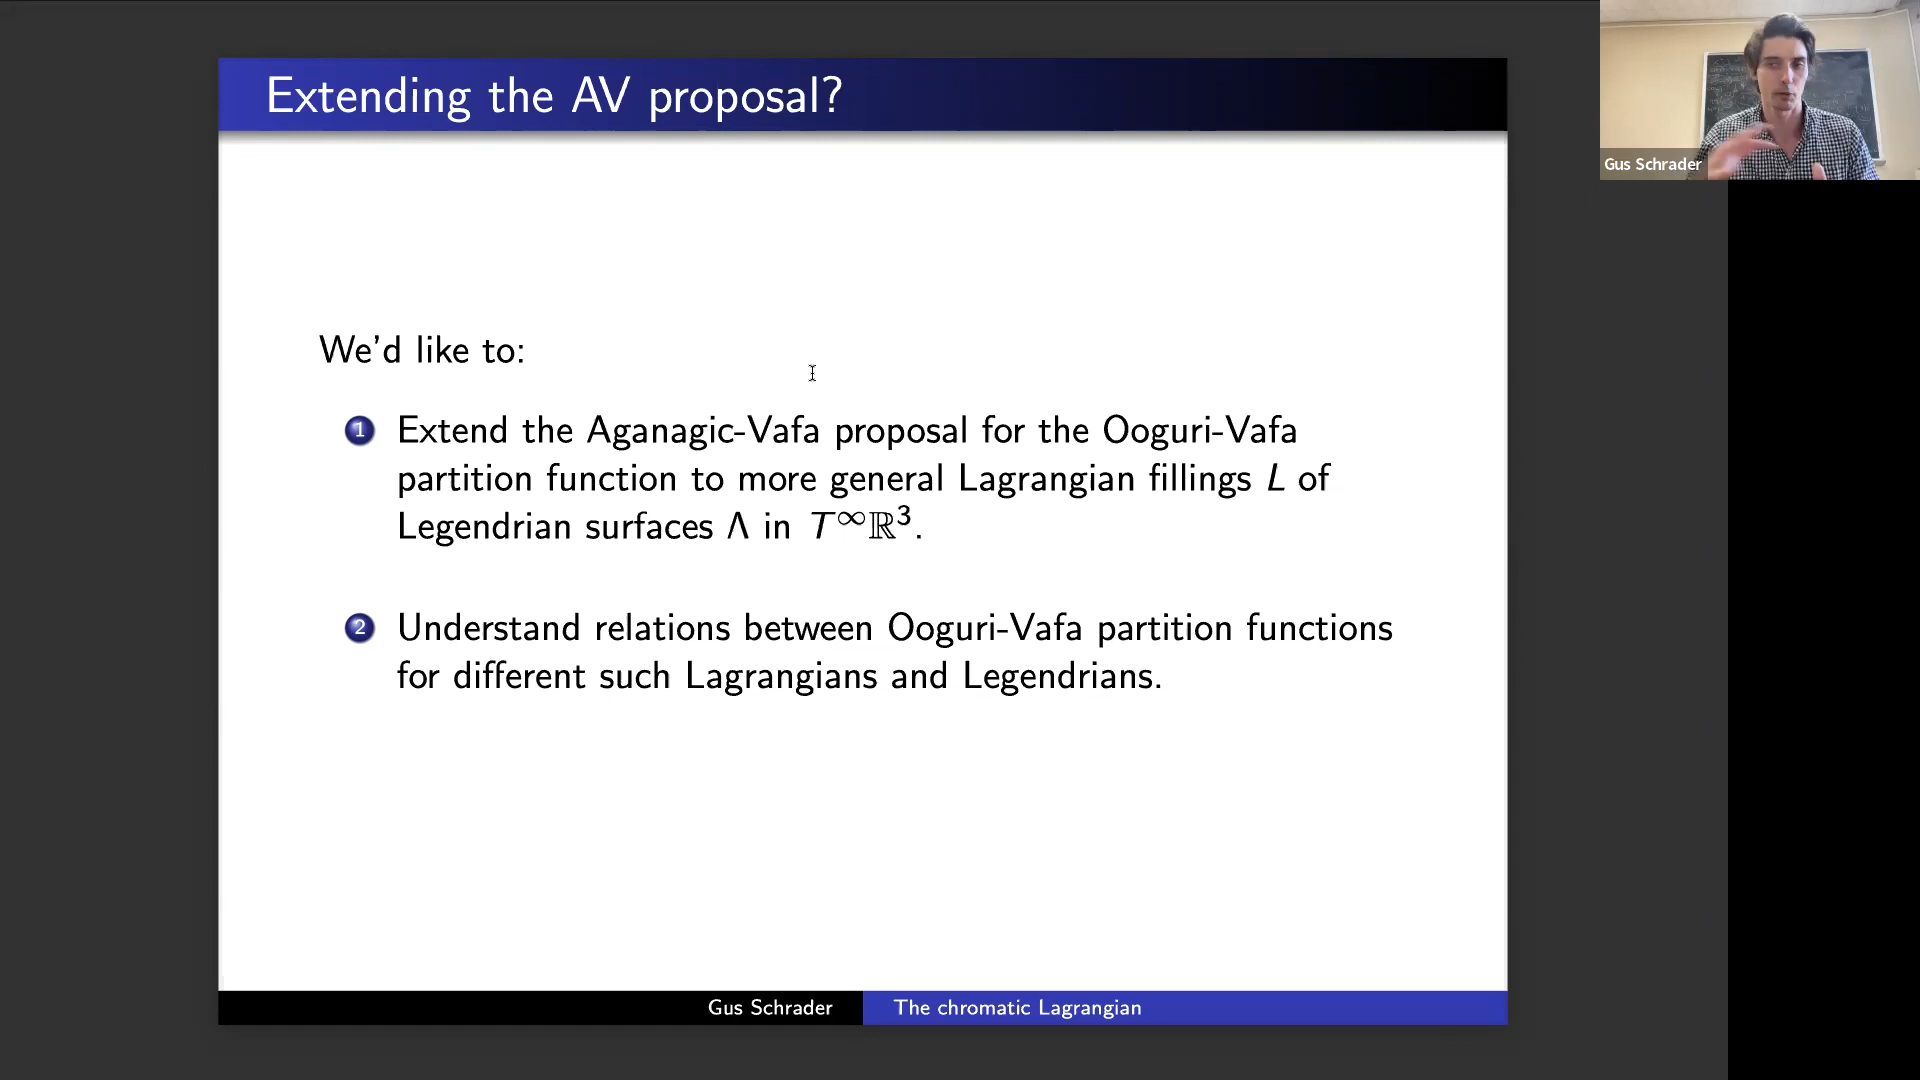 Extending the AV proposal?
Gus Schrader
We'd like to:
1 Extend the Aganagic-Vafa proposal for the Ooguri-Vafa
partition function to more general Lagrangian fillings L of
Legendrian surfaces Λ in T^∞ℝ³.
2 Understand relations between Ooguri-Vafa partition functions
for different such Lagrangians and Legendrians.
Gus Schrader
The chromatic Lagrangian